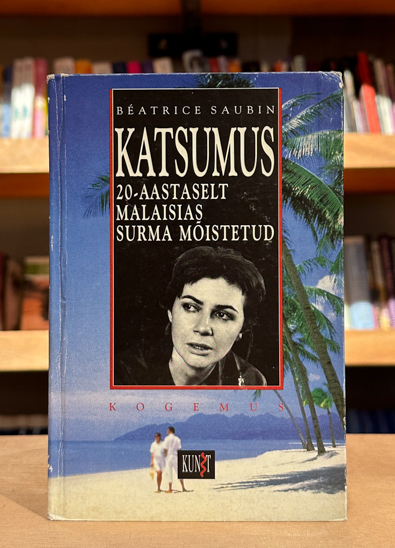 BÉATRICE SAUBIN
KATSUMUS
20-AASTASELT
MALAISIAS
SURMA MÕISTETUD
KOGEMUS
KUNST